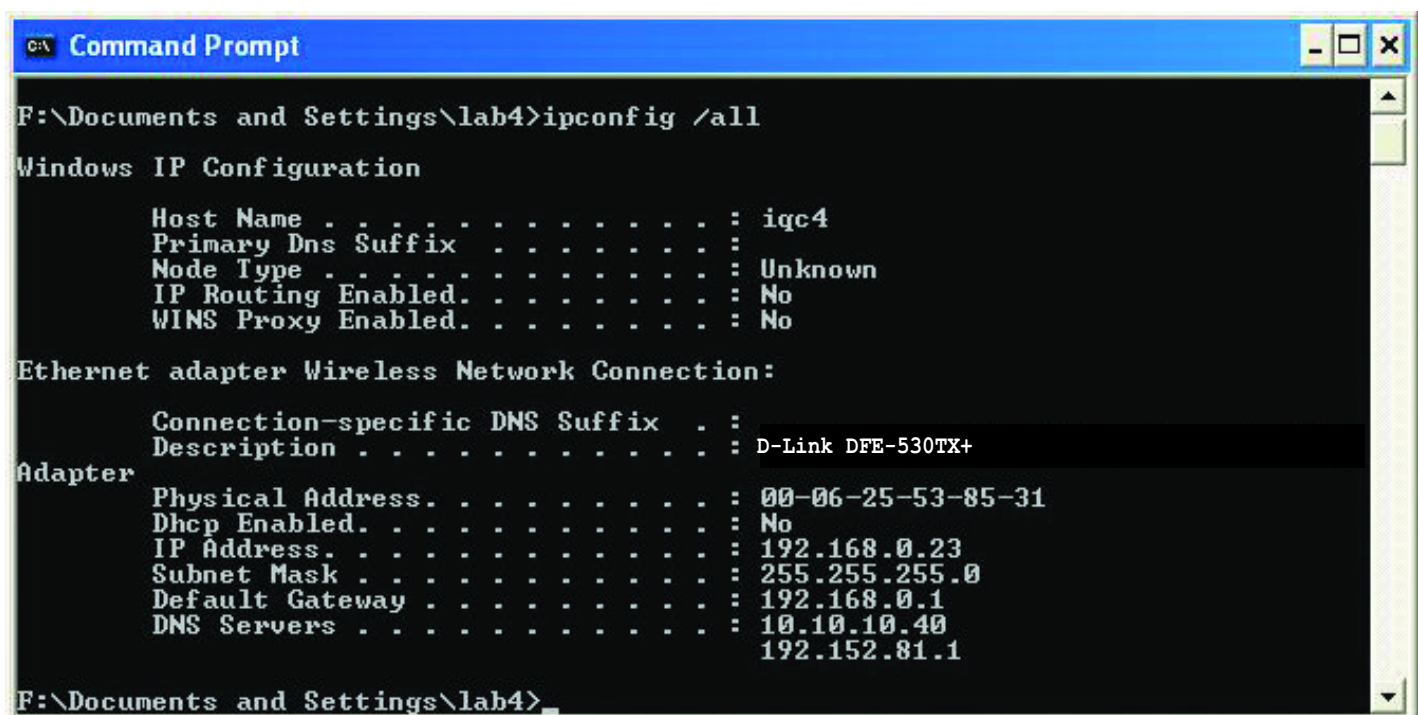 C:\ Command Prompt
F:\Documents and Settings\lab4>ipconfig /all
Windows IP Configuration
Host Name . . . . . . . . . . . . : iqc4
Primary Dns Suffix . . . . . . . :
Node Type . . . . . . . . . . . . : Unknown
IP Routing Enabled. . . . . . . . : No
WINS Proxy Enabled. . . . . . . . : No
Ethernet adapter Wireless Network Connection:
Connection-specific DNS Suffix . :
Description . . . . . . . . . . . : D-Link DFE-530TX+
Adapter
Physical Address. . . . . . . . . : 00-06-25-53-85-31
Dhcp Enabled. . . . . . . . . . . : No
IP Address. . . . . . . . . . . . : 192.168.0.23
Subnet Mask . . . . . . . . . . . : 255.255.255.0
Default Gateway . . . . . . . . . : 192.168.0.1
DNS Servers . . . . . . . . . . . : 10.10.10.40
192.152.81.1
F:\Documents and Settings\lab4>_